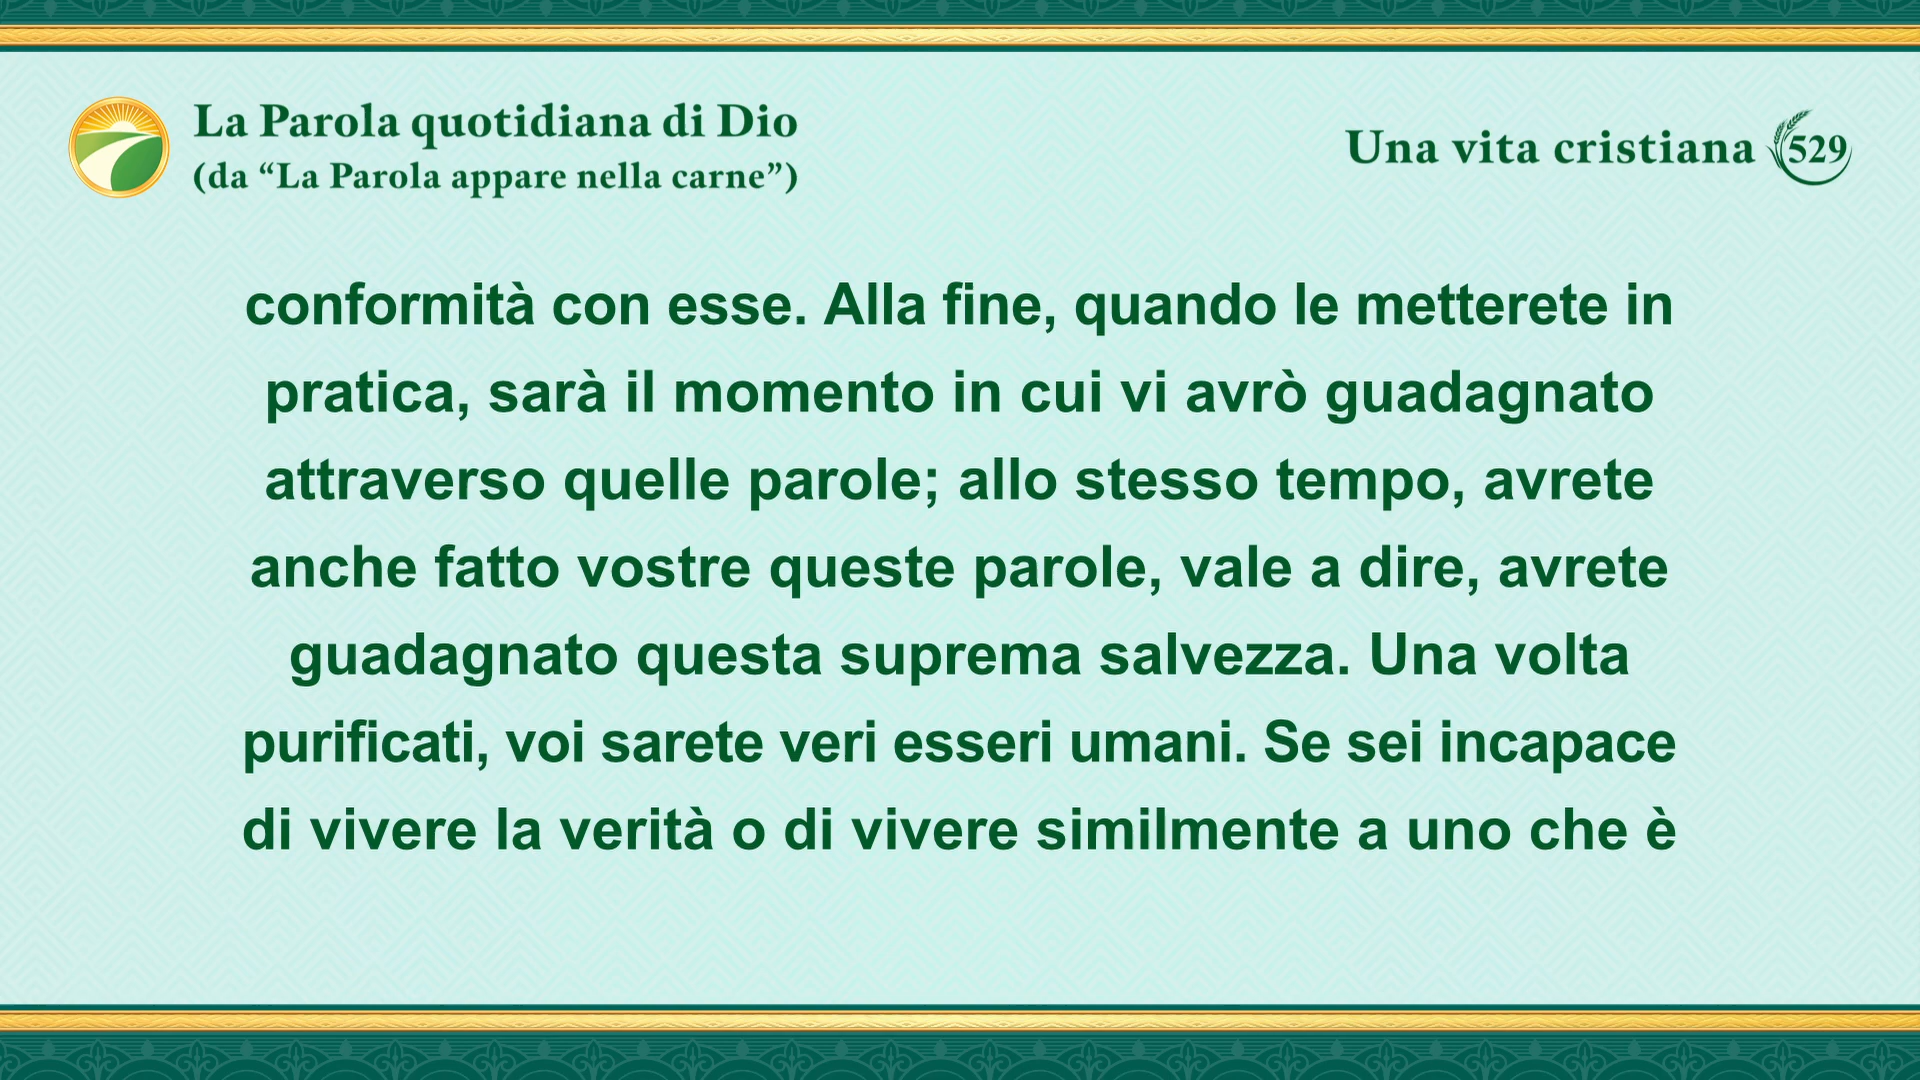 La Parola quotidiana di Dio
(da “La Parola appare nella carne”)
Una vita cristiana 529
conformità con esse. Alla fine, quando le metterete in
pratica, sarà il momento in cui vi avrò guadagnato
attraverso quelle parole; allo stesso tempo, avrete
anche fatto vostre queste parole, vale a dire, avrete
guadagnato questa suprema salvezza. Una volta
purificati, voi sarete veri esseri umani. Se sei incapace
di vivere la verità o di vivere similmente a uno che è